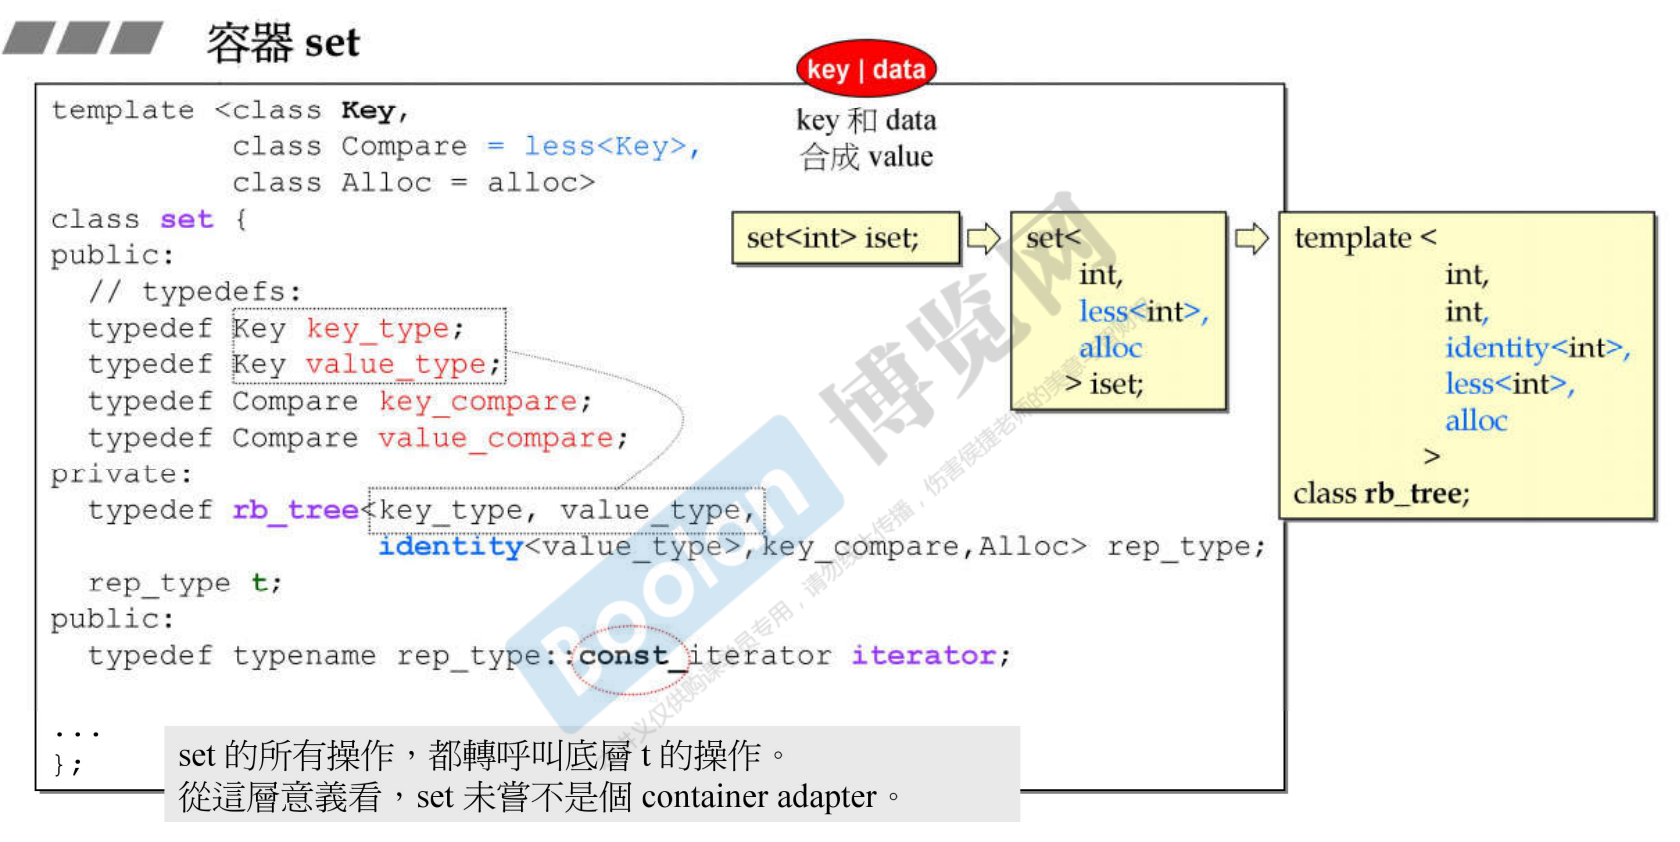 容器 set
key | data
key 和 data
合成 value
template <class Key,
class Compare = less<Key>,
class Alloc = alloc>
class set {
public:
// typedefs:
typedef Key key_type;
typedef Key value_type;
typedef Compare key_compare;
typedef Compare value_compare;
private:
typedef rb_tree<key_type, value_type,
identity<value_type>,key_compare,Alloc> rep_type;
rep_type t;
public:
typedef typename rep_type::const_iterator iterator;
...
};
set<int> iset;
set<
int,
less<int>,
alloc
> iset;
template <
int,
int,
identity<int>,
less<int>,
alloc
>
class rb_tree;
set 的所有操作，都轉呼叫底層 t 的操作。
從這層意義看，set 未嘗不是個 container adapter。
Boolan 博览网